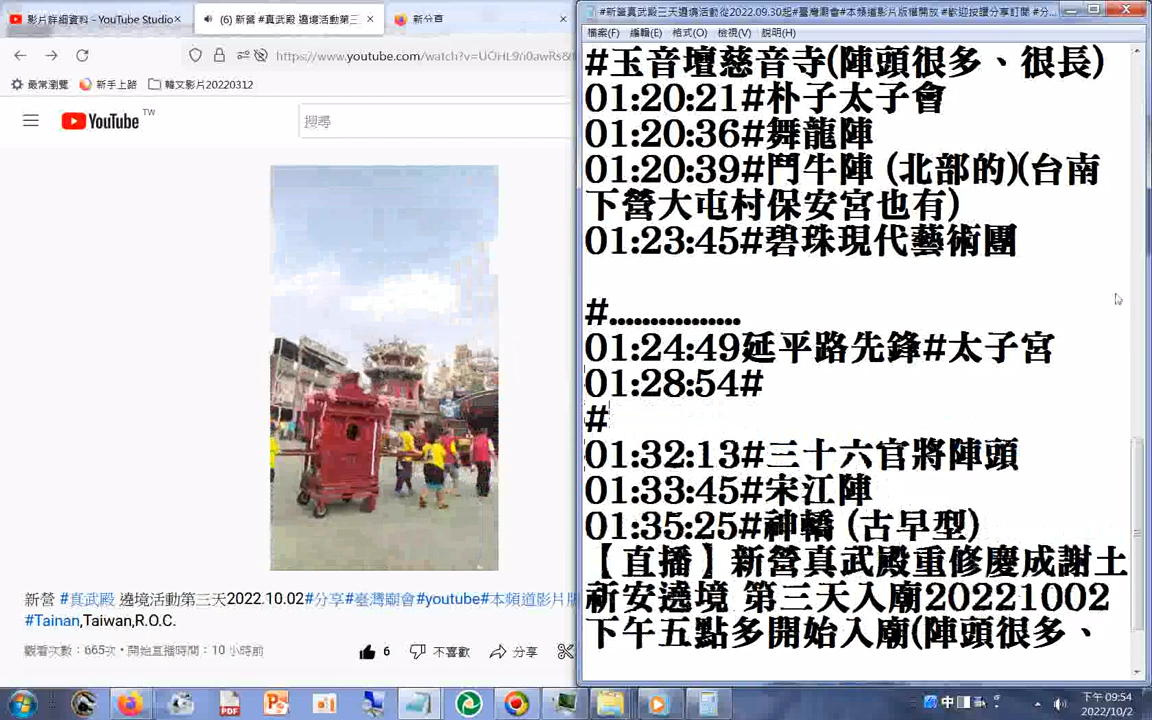 影片詳細資料 - YouTube Studio
(6) 新營 #真武殿 遶境活動第三
新分頁
https://www.youtube.com/watch?v=UOHL9n0awRs&
最常瀏覽
新手上路
韓文影片20220312
YouTube TW
搜尋
新營 #真武殿 遶境活動第三天2022.10.02#分享#臺灣廟會#youtube#本頻道影片版
#Tainan,Taiwan,R.O.C.
觀看次數：665次 • 開始直播時間：10 小時前
6
不喜歡
分享
#新營真武殿三天遶境活動從2022.09.30起#臺灣廟會#本頻道影片版權開放 #歡迎按讚分享訂閱 #分...
檔案(F) 編輯(E) 格式(O) 檢視(V) 說明(H)
#玉音壇慈音寺(陣頭很多、很長)
01:20:21#朴子太子會
01:20:36#舞龍陣
01:20:39#鬥牛陣 (北部的)(台南
下營大屯村保安宮也有)
01:23:45#碧珠現代藝術團
#................
01:24:49延平路先鋒#太子宮
01:28:54#
#
01:32:13#三十六官將陣頭
01:33:45#宋江陣
01:35:25#神轎 (古早型)
【直播】新營真武殿重修慶成謝土
祈安遶境 第三天入廟20221002
下午五點多開始入廟(陣頭很多、
中
下午 09:54
2022/10/2